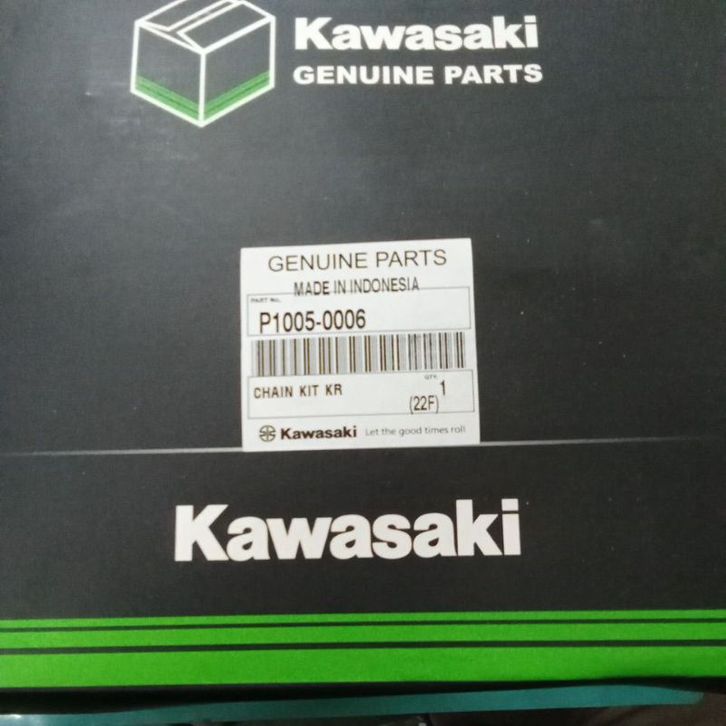 Kawasaki
GENUINE PARTS
GENUINE PARTS
MADE IN INDONESIA
PART No.
P1005-0006
CHAIN KIT KR
QTY. 1
(22F)
Kawasaki Let the good times roll
Kawasaki